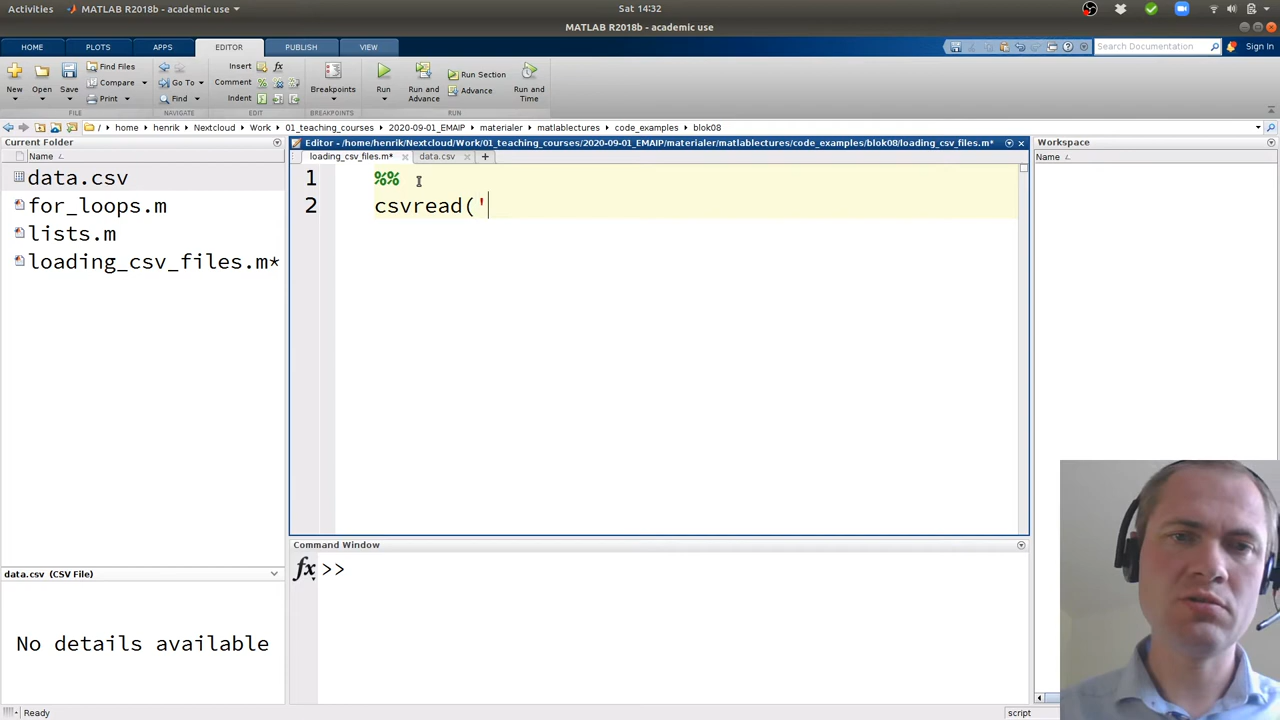 Activities MATLAB R2018b - academic use Sat 14:32
MATLAB R2018b - academic use
HOME PLOTS APPS EDITOR PUBLISH VIEW Search Documentation Sign In
New Open Save Find Files Compare Print Go To Find Insert fx Comment % Indent Breakpoints Run Run and Advance Run Section Advance Run and Time
FILE NAVIGATE EDIT BREAKPOINTS RUN
/ home henrik Nextcloud Work 01_teaching_courses 2020-09-01_EMAIP materialer matlablectures code_examples blok08
Current Folder
Name
data.csv
for_loops.m
lists.m
loading_csv_files.m*
data.csv (CSV File)
No details available
Editor - /home/henrik/Nextcloud/Work/01_teaching_courses/2020-09-01_EMAIP/materialer/matlablectures/code_examples/blok08/loading_csv_files.m*
loading_csv_files.m* data.csv +
1 %%
2 csvread('
Command Window
fx >>
Workspace
Name
Ready
script